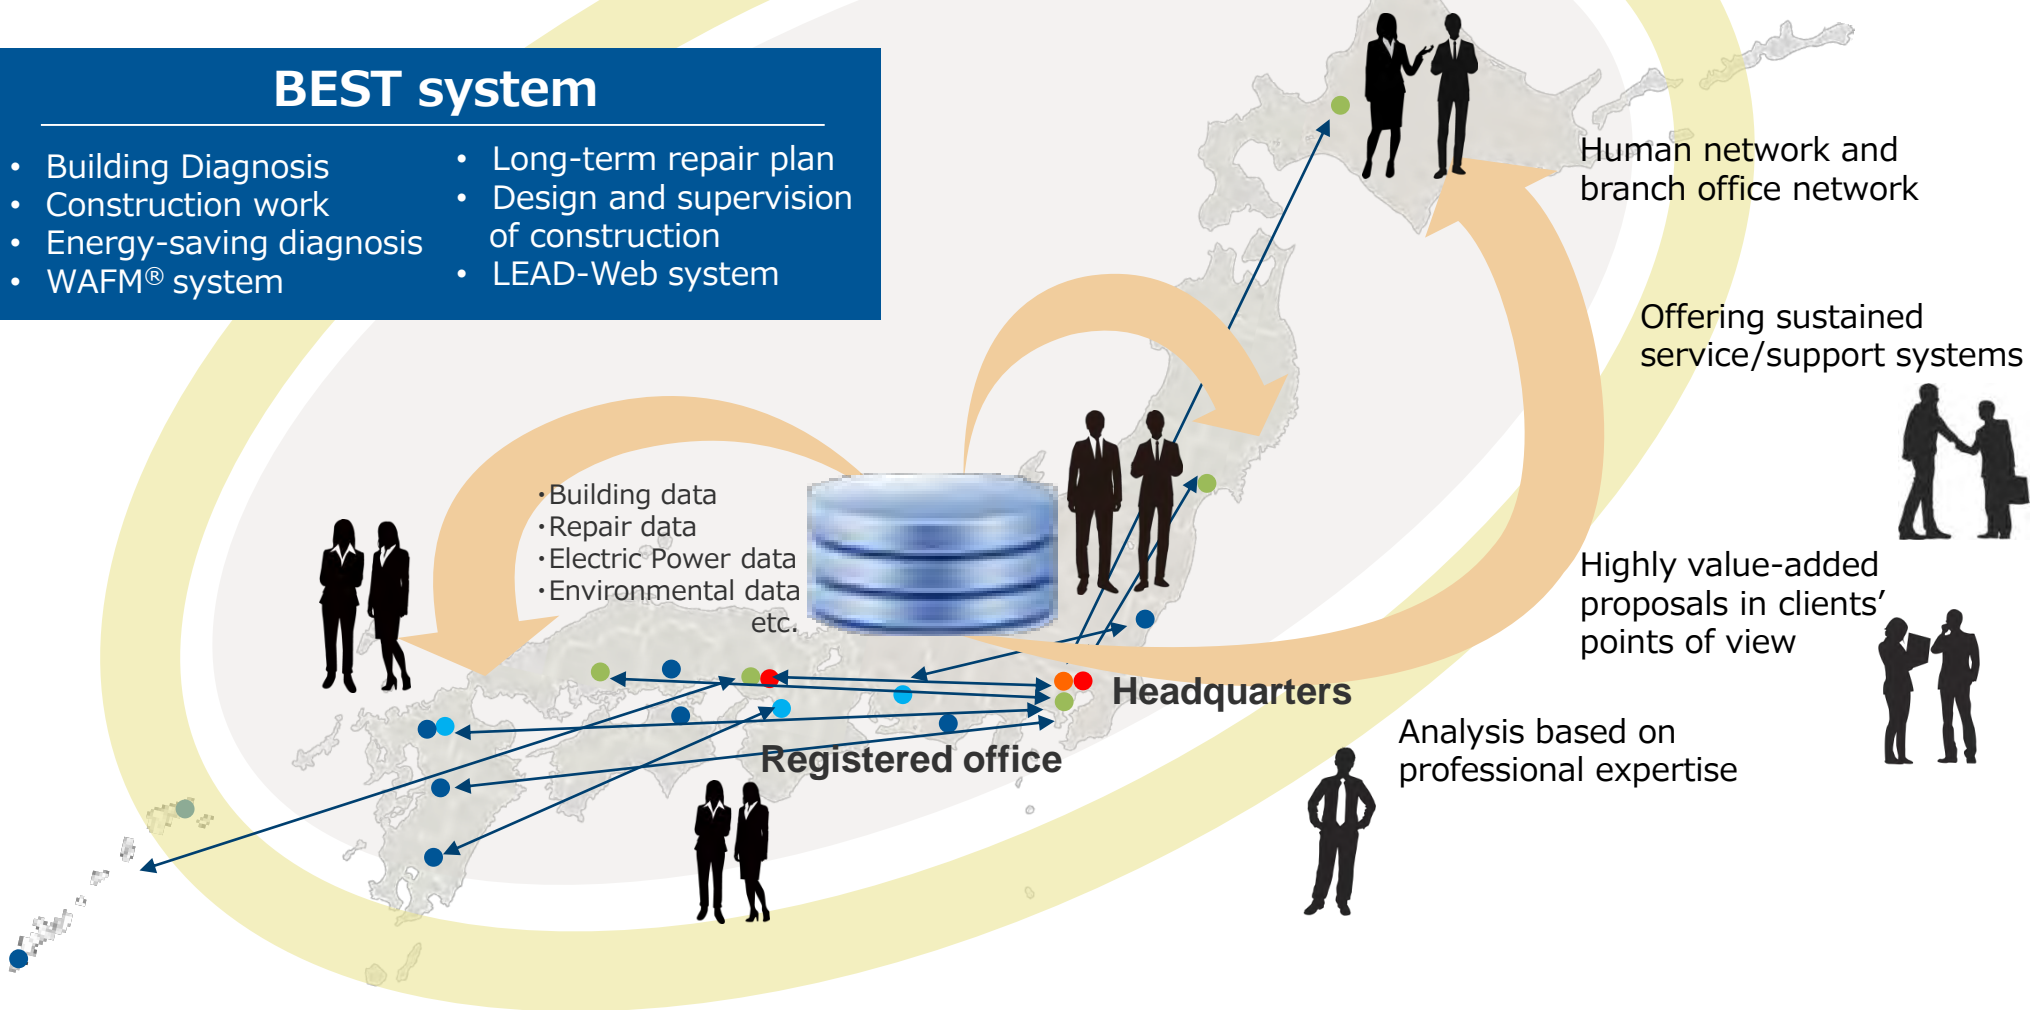 BEST system
• Building Diagnosis
• Construction work
• Energy-saving diagnosis
• WAFM® system
• Long-term repair plan
• Design and supervision
of construction
• LEAD-Web system
Human network and
branch office network
Offering sustained
service/support systems
・Building data
・Repair data
・Electric Power data
・Environmental data
etc.
Highly value-added
proposals in clients’
points of view
Headquarters
Registered office
Analysis based on
professional expertise